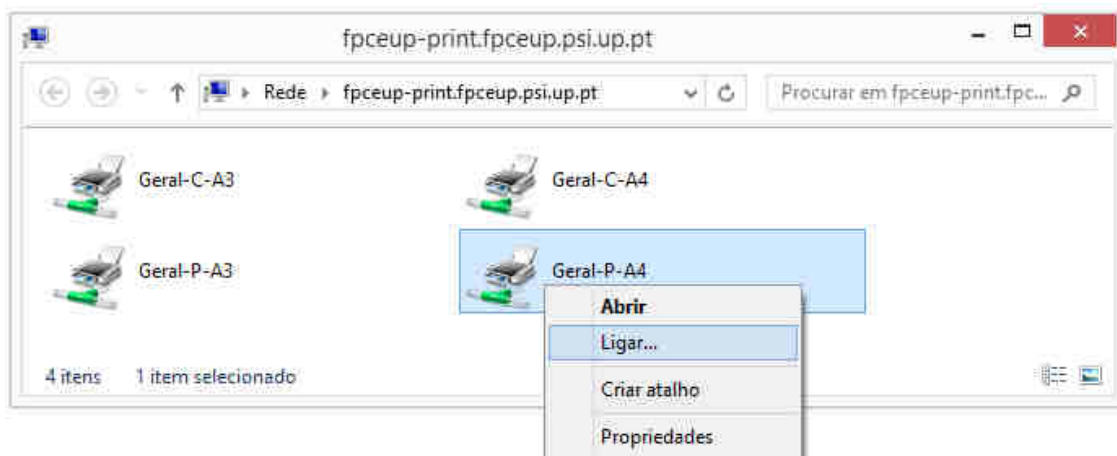 fpceup-print.fpceup.psi.up.pt
Rede fpceup-print.fpceup.psi.up.pt Procurar em fpceup-print.fpc...
Geral-C-A3 Geral-C-A4
Geral-P-A3 Geral-P-A4
Abrir
Ligar...
4 itens 1 item selecionado
Criar atalho
Propriedades